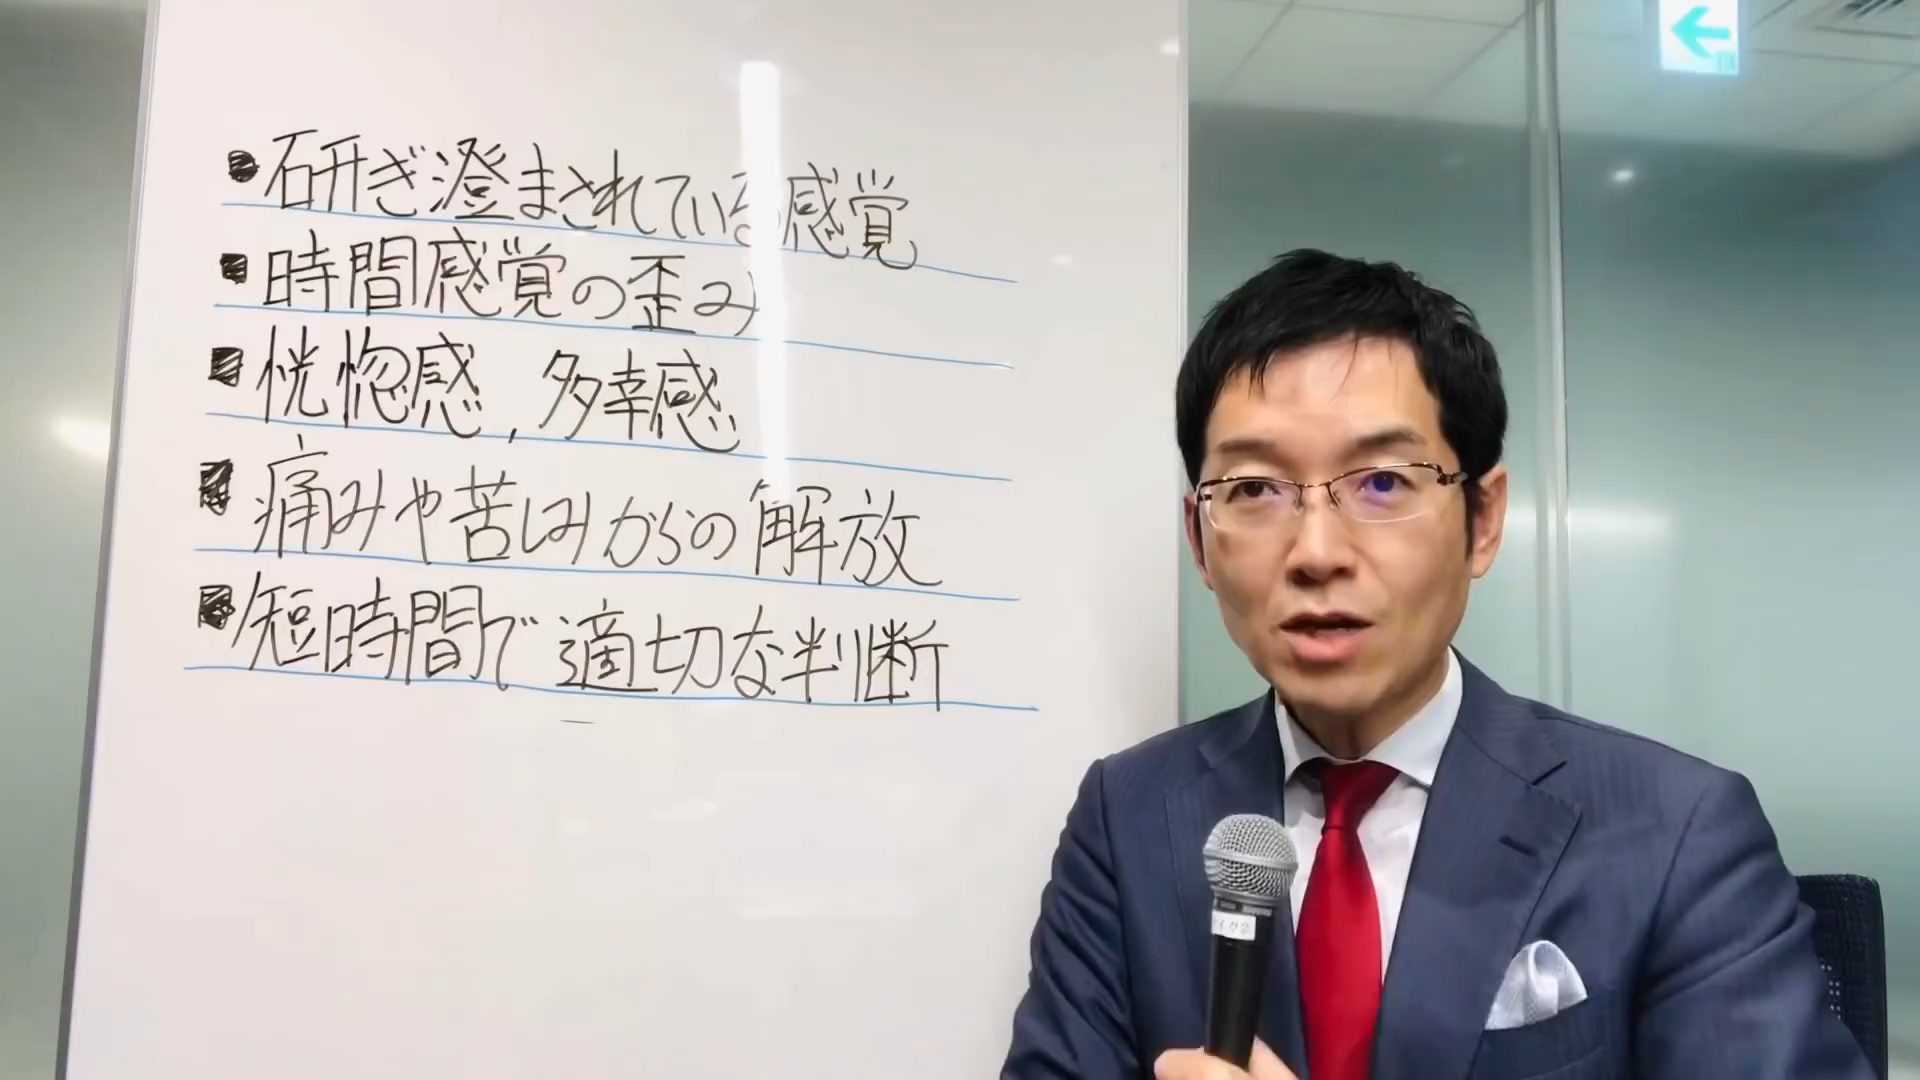 ・研ぎ澄まされている感覚
・時間感覚の歪み
・恍惚感,多幸感
・痛みや苦しみからの解放
・短時間で適切な判断